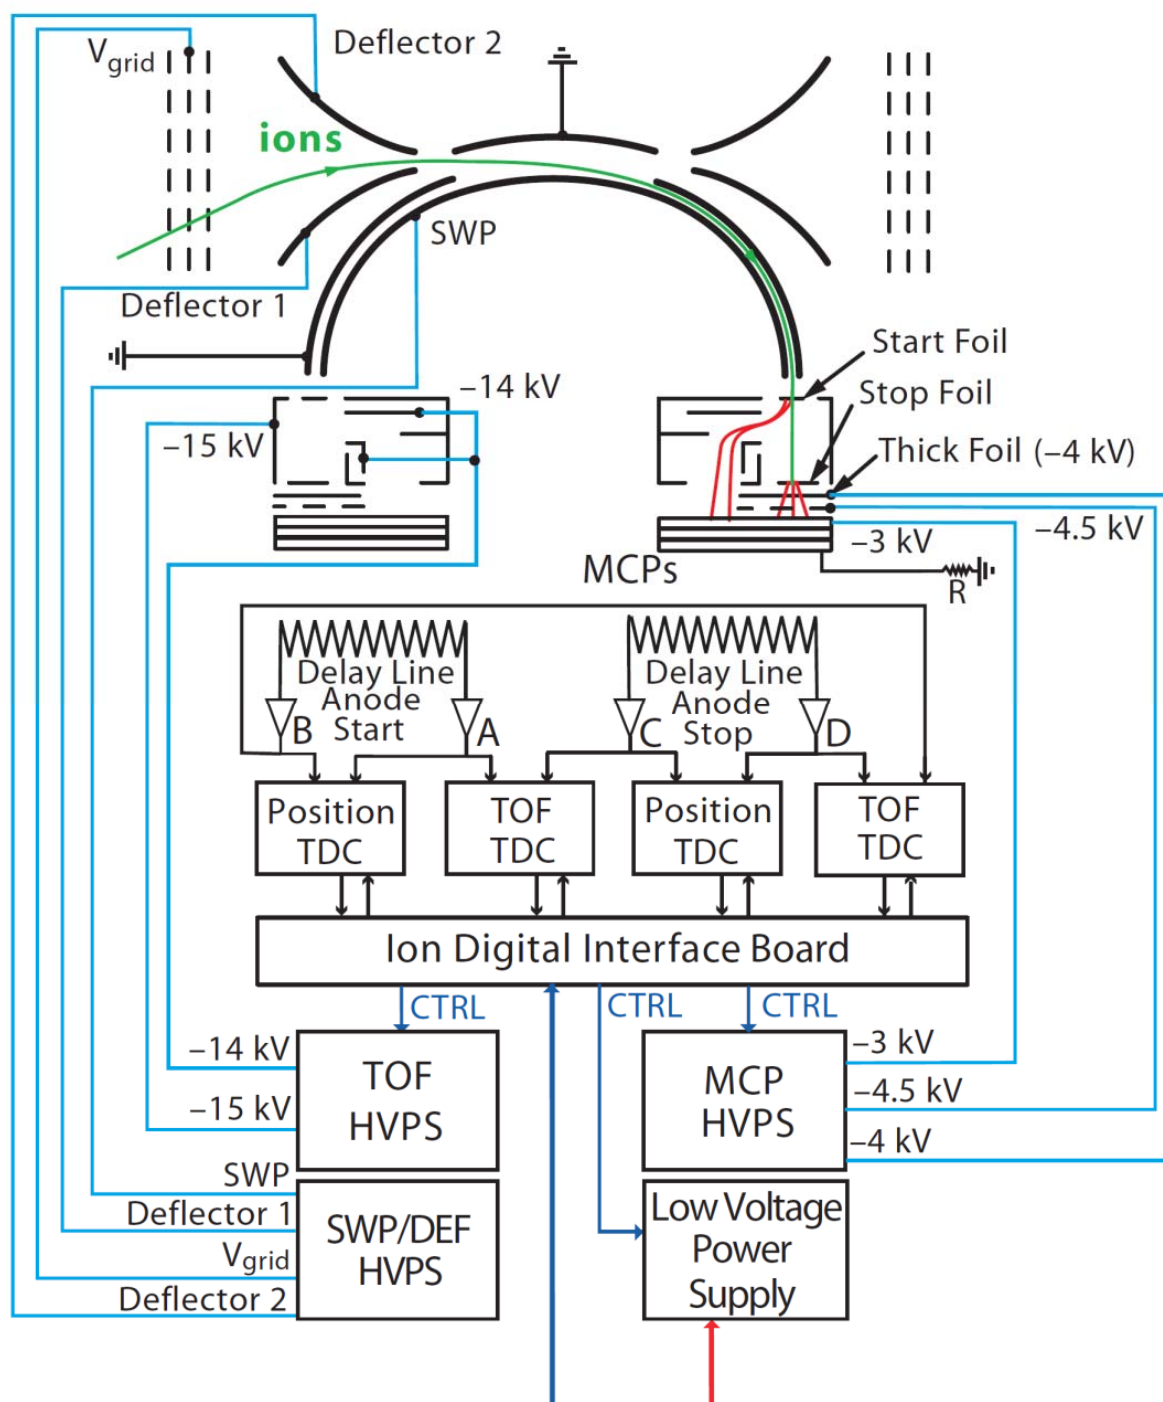 Deflector 2
Vgrid
ions
SWP
Deflector 1
Start Foil
–14 kV
Stop Foil
–15 kV
Thick Foil (–4 kV)
–3 kV
–4.5 kV
MCPs
R
Delay Line
Anode
Start
Delay Line
Anode
Stop
B
A
C
D
Position
TDC
TOF
TDC
Position
TDC
TOF
TDC
Ion Digital Interface Board
CTRL
CTRL
CTRL
–14 kV
–15 kV
TOF
HVPS
MCP
HVPS
–3 kV
–4.5 kV
–4 kV
SWP
Deflector 1
Vgrid
Deflector 2
SWP/DEF
HVPS
Low Voltage
Power
Supply